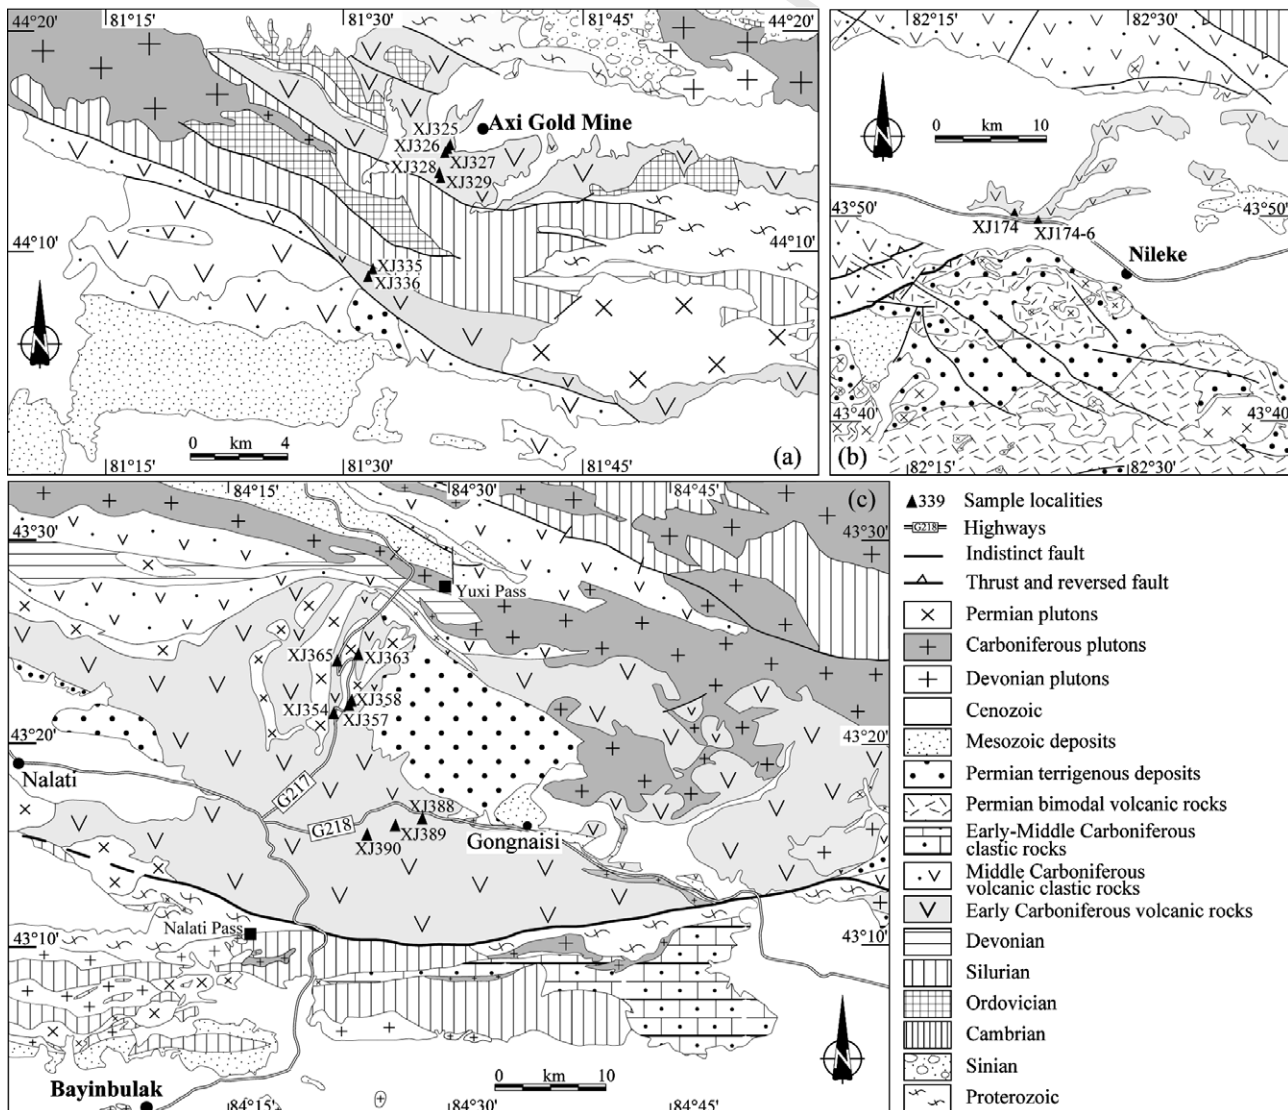 44°20'
81°15'
81°30'
81°45'
44°20'
XJ325
Axi Gold Mine
XJ326
XJ327
XJ328
XJ329
44°10'
44°10'
XJ335
XJ336
N
0 km 4
(a)
81°15'
81°30'
81°45'
82°15'
82°30'
N
0 km 10
43°50'
43°50'
XJ174
XJ174-6
Nileke
43°40'
43°40'
(b)
82°15'
82°30'
84°15'
84°30'
84°45'
(c)
43°30'
43°30'
Yuxi Pass
XJ365
XJ363
XJ358
XJ354
XJ357
43°20'
43°20'
Nalati
G217
G218
XJ388
XJ389
XJ390
Gongnaisi
Nalati Pass
43°10'
43°10'
N
Bayinbulak
0 km 10
84°15'
84°30'
84°45'
339 Sample localities
G218 Highways
Indistinct fault
Thrust and reversed fault
Permian plutons
Carboniferous plutons
Devonian plutons
Cenozoic
Mesozoic deposits
Permian terrigenous deposits
Permian bimodal volcanic rocks
Early-Middle Carboniferous
clastic rocks
Middle Carboniferous
volcanic clastic rocks
Early Carboniferous volcanic rocks
Devonian
Silurian
Ordovician
Cambrian
Sinian
Proterozoic